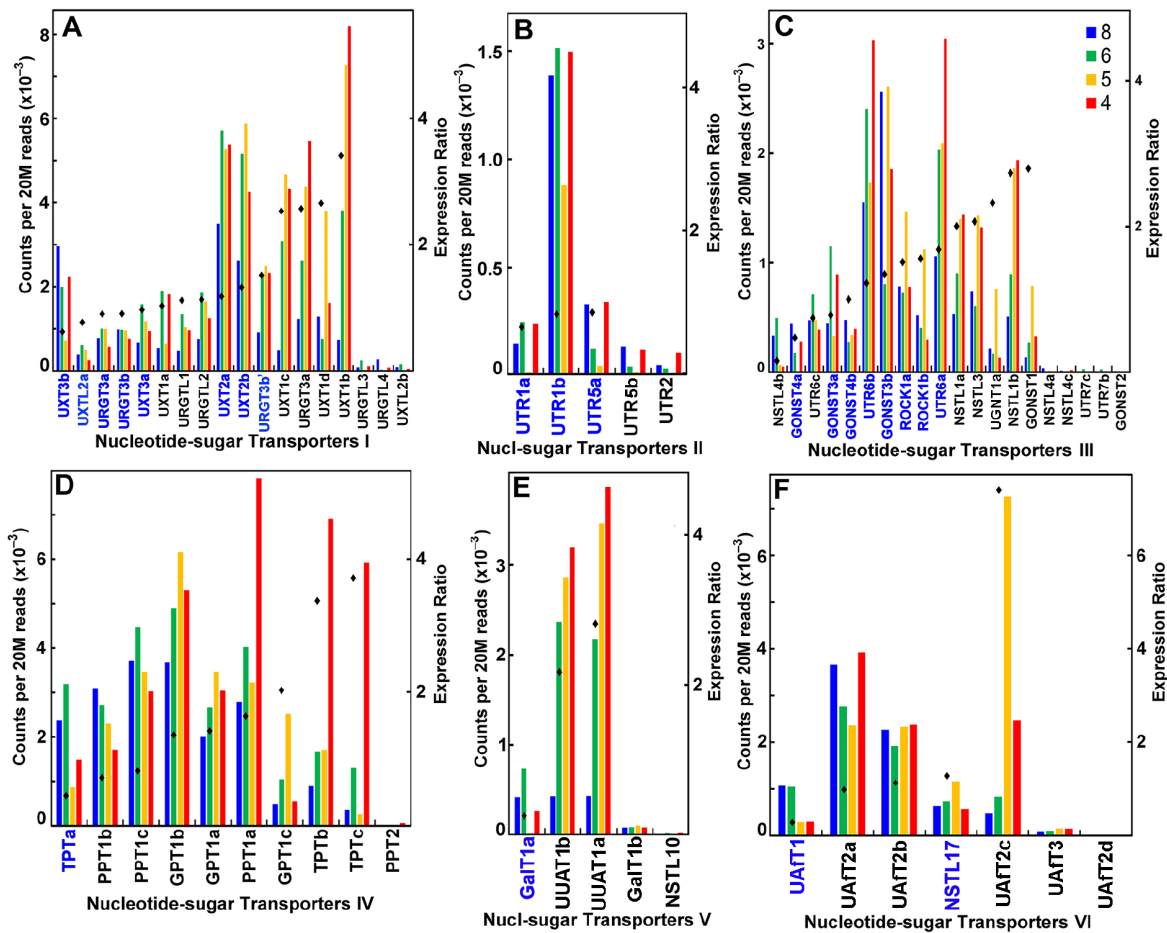 A
Counts per 20M reads (x10⁻³)
8
6
4
2
0
Expression Ratio
4
2
UXT3b
UXTL2a
URGT3a
URGT3b
UXT3a
UXT1a
URGTL1
URGTL2
UXT2a
UXT2b
URGT3b'
UXT1c
URGT3a
UXT1d
UXT1b
URGTL3
URGTL4
UXTL2b
Nucleotide-sugar Transporters I
B
Counts per 20M reads (x10⁻³)
1.5
1.0
0.5
0
Expression Ratio
4
2
UTR1a
UTR1b
UTR5a
UTR5b
UTR2
Nucl-sugar Transporters II
C
8
6
5
4
Counts per 20M reads (x10⁻³)
3
2
1
0
Expression Ratio
4
2
NSTL4b
GONST4a
UTR6c
GONST3a
GONST4b
UTR6b
GONST3b
ROCK1a
ROCK1b
UTR6a
NSTL1a
NSTL3
UGNT1a
NSTL1b
GONST1
NSTL4a
NSTL4c
UTR7c
UTR7b
GONST2
Nucleotide-sugar Transporters III
D
Counts per 20M reads (x10⁻³)
6
4
2
0
Expression Ratio
4
2
TPTa
PPT1b
PPT1c
GPT1b
GPT1a
PPT1a
GPT1c
TPTb
TPTc
PPT2
Nucleotide-sugar Transporters IV
E
Counts per 20M reads (x10⁻³)
3
2
1
0
Expression Ratio
4
2
GalT1a
UUAT1b
UUAT1a
GalT1b
NSTL10
Nucl-sugar Transporters V
F
Counts per 20M reads (x10⁻³)
6
4
2
0
Expression Ratio
6
4
2
UAfT1
UAfT2a
UAfT2b
NSTL17
UAfT2c
UAfT3
UAfT2d
Nucleotide-sugar Transporters VI